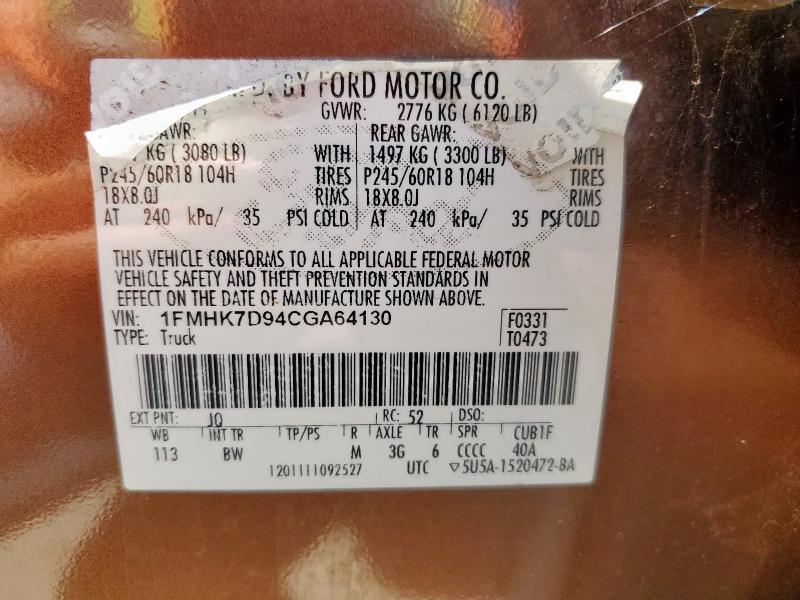 BY FORD MOTOR CO.
GVWR: 2776 KG ( 6120 LB)
GAWR: REAR GAWR:
KG ( 3080 LB) WITH 1497 KG ( 3300 LB) WITH
P245/60R18 104H TIRES P245/60R18 104H TIRES
18X8.0J RIMS 18X8.0J RIMS
AT 240 kPa/ 35 PSI COLD AT 240 kPa/ 35 PSI COLD
THIS VEHICLE CONFORMS TO ALL APPLICABLE FEDERAL MOTOR
VEHICLE SAFETY AND THEFT PREVENTION STANDARDS IN
EFFECT ON THE DATE OF MANUFACTURE SHOWN ABOVE.
VIN: 1FMHK7D94CGA64130 F0331
TYPE: Truck T0473
EXT PNT: JQ RC: 52 DSO:
WB INT TR TP/PS R AXLE TR SPR CUB1F
113 BW M 3G 6 CCCC 40A
1201111092527 UTC ▽5U5A-1520472-BA